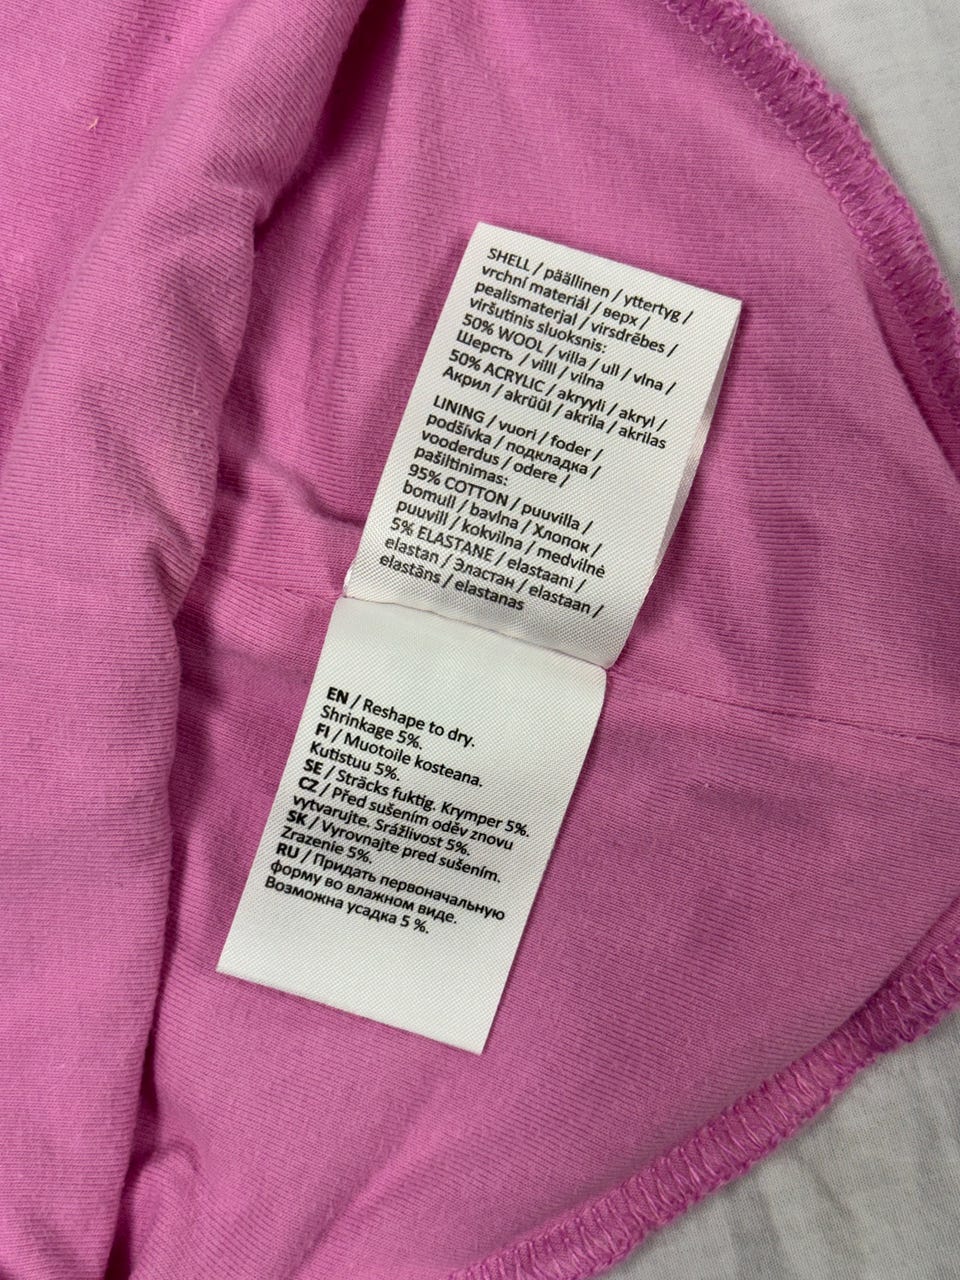 SHELL / päällinen / yttertyg /
vrchní materiál / верх /
pealismaterjal / virsdrēbes /
viršutinis sluoksnis:
50% WOOL / villa / ull / vlna /
Шерсть / villl / vilna
50% ACRYLIC / akryyli / akryl /
Акрил / akrüül / akrila / akrilas
LINING / vuori / foder /
podšívka / подкладка /
vooderdus / odere /
pašiltinimas:
95% COTTON / puuvilla /
bomull / bavlna / Хлопок /
puuvill / kokvilna / medvilnė
5% ELASTANE / elastaani /
elastan / Эластан / elastaan /
elastāns / elastanas
EN / Reshape to dry.
Shrinkage 5%.
FI / Muotoile kosteana.
Kutistuu 5%.
SE / Sträcks fuktig. Krymper 5%.
CZ / Před sušením oděv znovu
vytvarujte. Srážlivost 5%.
SK / Vyrovnajte pred sušením.
Zrazenie 5%.
RU / Придать первоначальную
форму во влажном виде.
Возможна усадка 5 %.